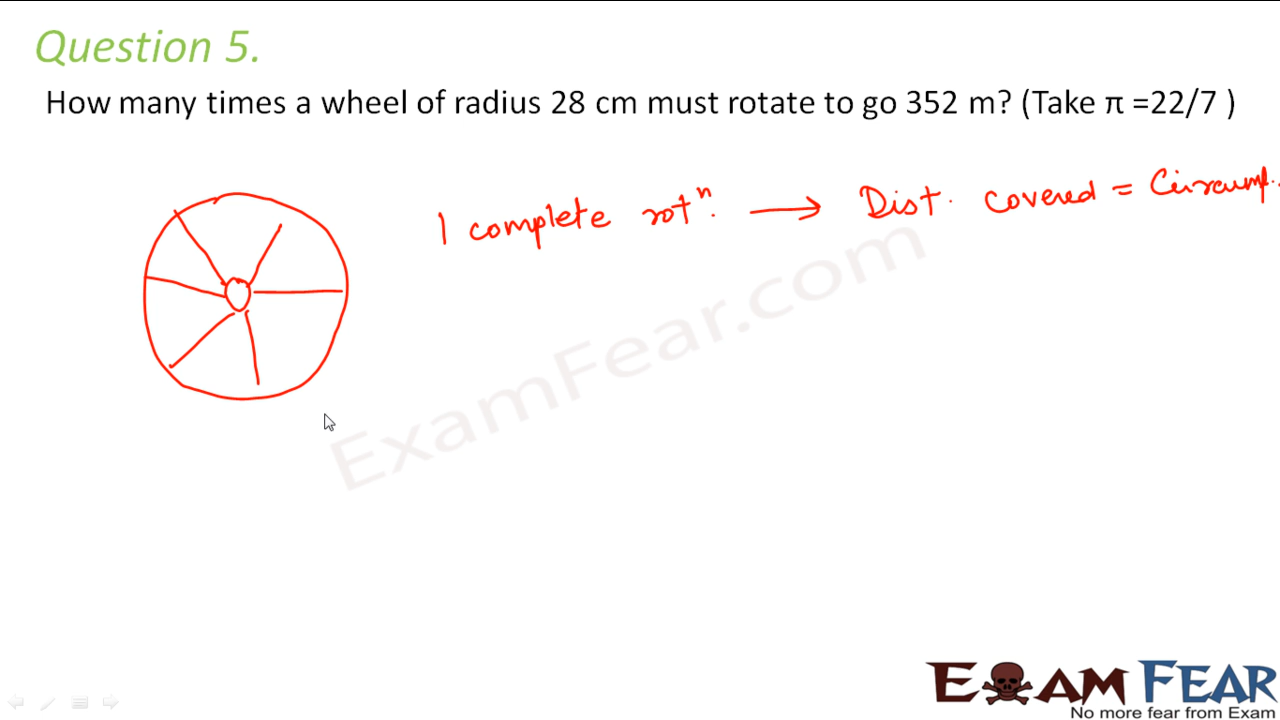 Question 5.
How many times a wheel of radius 28 cm must rotate to go 352 m? (Take π =22/7 )
1 complete rotⁿ. → Dist. covered = Circumf.
ExamFear.com
EXAM FEAR
No more fear from Exam